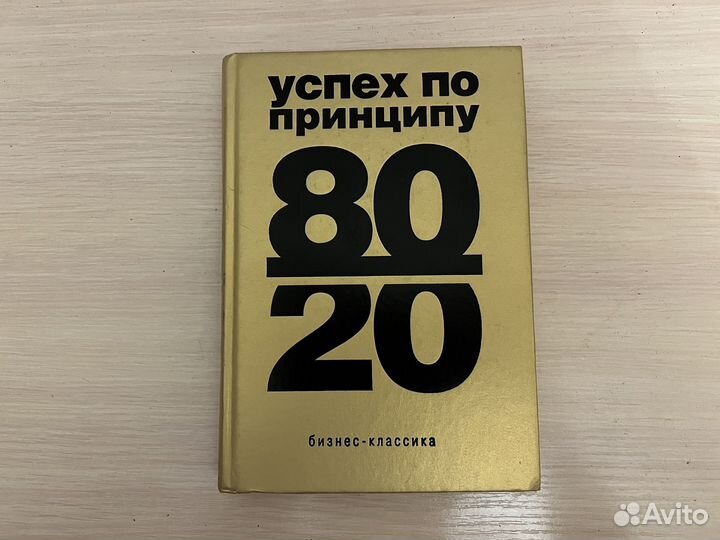 успех по
принципу
80
20
бизнес-классика
Avito